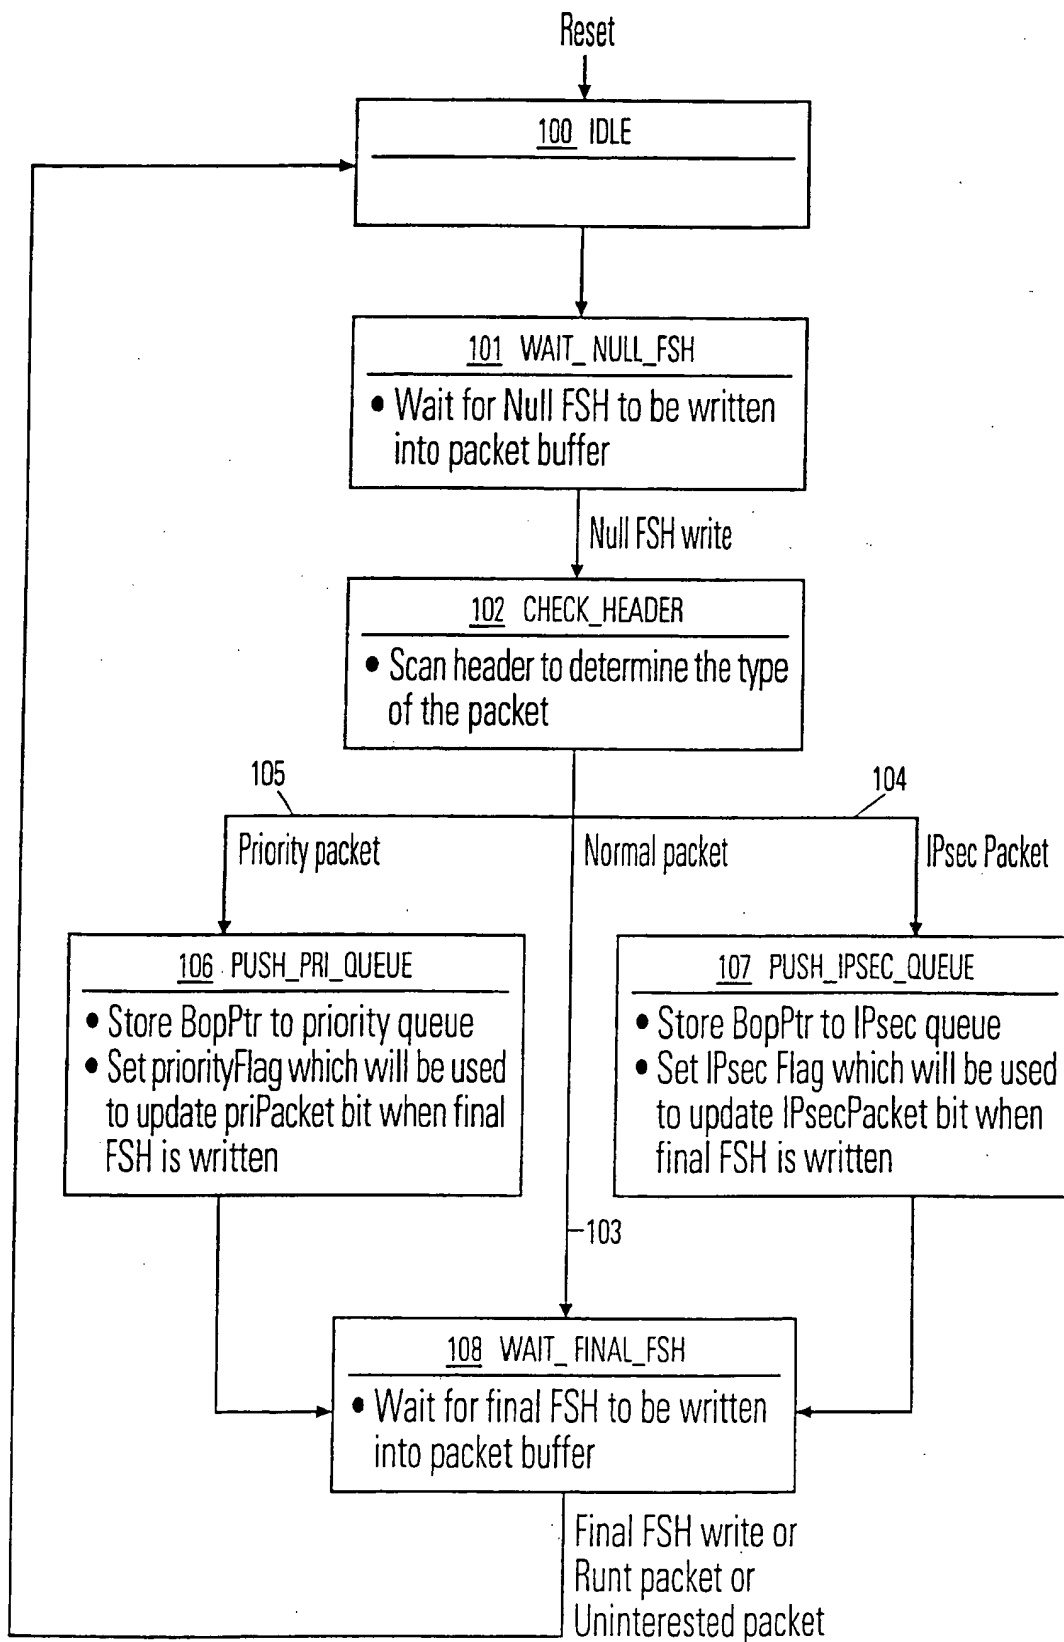 Reset
100 IDLE
101 WAIT_NULL_FSH
• Wait for Null FSH to be written
into packet buffer
Null FSH write
102 CHECK_HEADER
• Scan header to determine the type
of the packet
105
104
Priority packet
Normal packet
IPsec Packet
106 PUSH_PRI_QUEUE
• Store BopPtr to priority queue
• Set priorityFlag which will be used
to update priPacket bit when final
FSH is written
107 PUSH_IPSEC_QUEUE
• Store BopPtr to IPsec queue
• Set IPsec Flag which will be used
to update IPsecPacket bit when
final FSH is written
103
108 WAIT_FINAL_FSH
• Wait for final FSH to be written
into packet buffer
Final FSH write or
Runt packet or
Uninterested packet